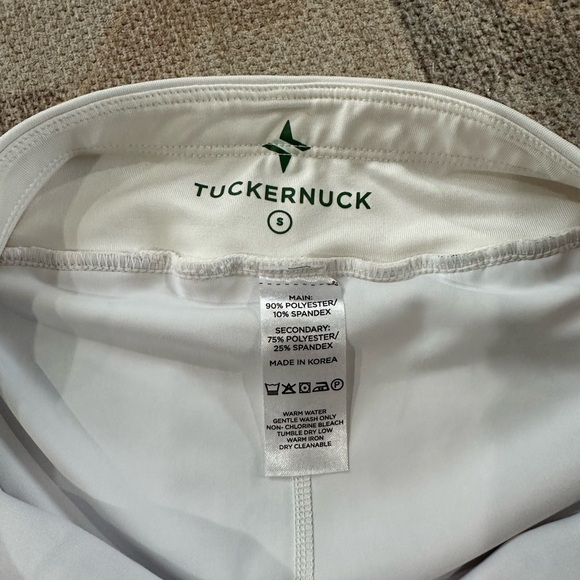 TUCKERNUCK
S
MAIN:
90% POLYESTER/
10% SPANDEX
SECONDARY:
75% POLYESTER/
25% SPANDEX
MADE IN KOREA
P
WARM WATER
GENTLE WASH ONLY
NON- CHLORINE BLEACH
TUMBLE DRY LOW
WARM IRON
DRY CLEANABLE